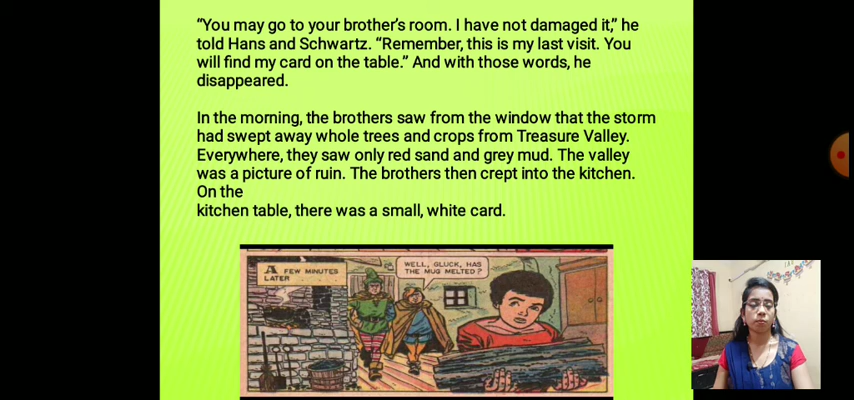 “You may go to your brother’s room. I have not damaged it,” he
told Hans and Schwartz. “Remember, this is my last visit. You
will find my card on the table.” And with those words, he
disappeared.
In the morning, the brothers saw from the window that the storm
had swept away whole trees and crops from Treasure Valley.
Everywhere, they saw only red sand and grey mud. The valley
was a picture of ruin. The brothers then crept into the kitchen.
On the
kitchen table, there was a small, white card.
A FEW MINUTES
LATER
WELL, GLUCK, HAS
THE MUG MELTED?